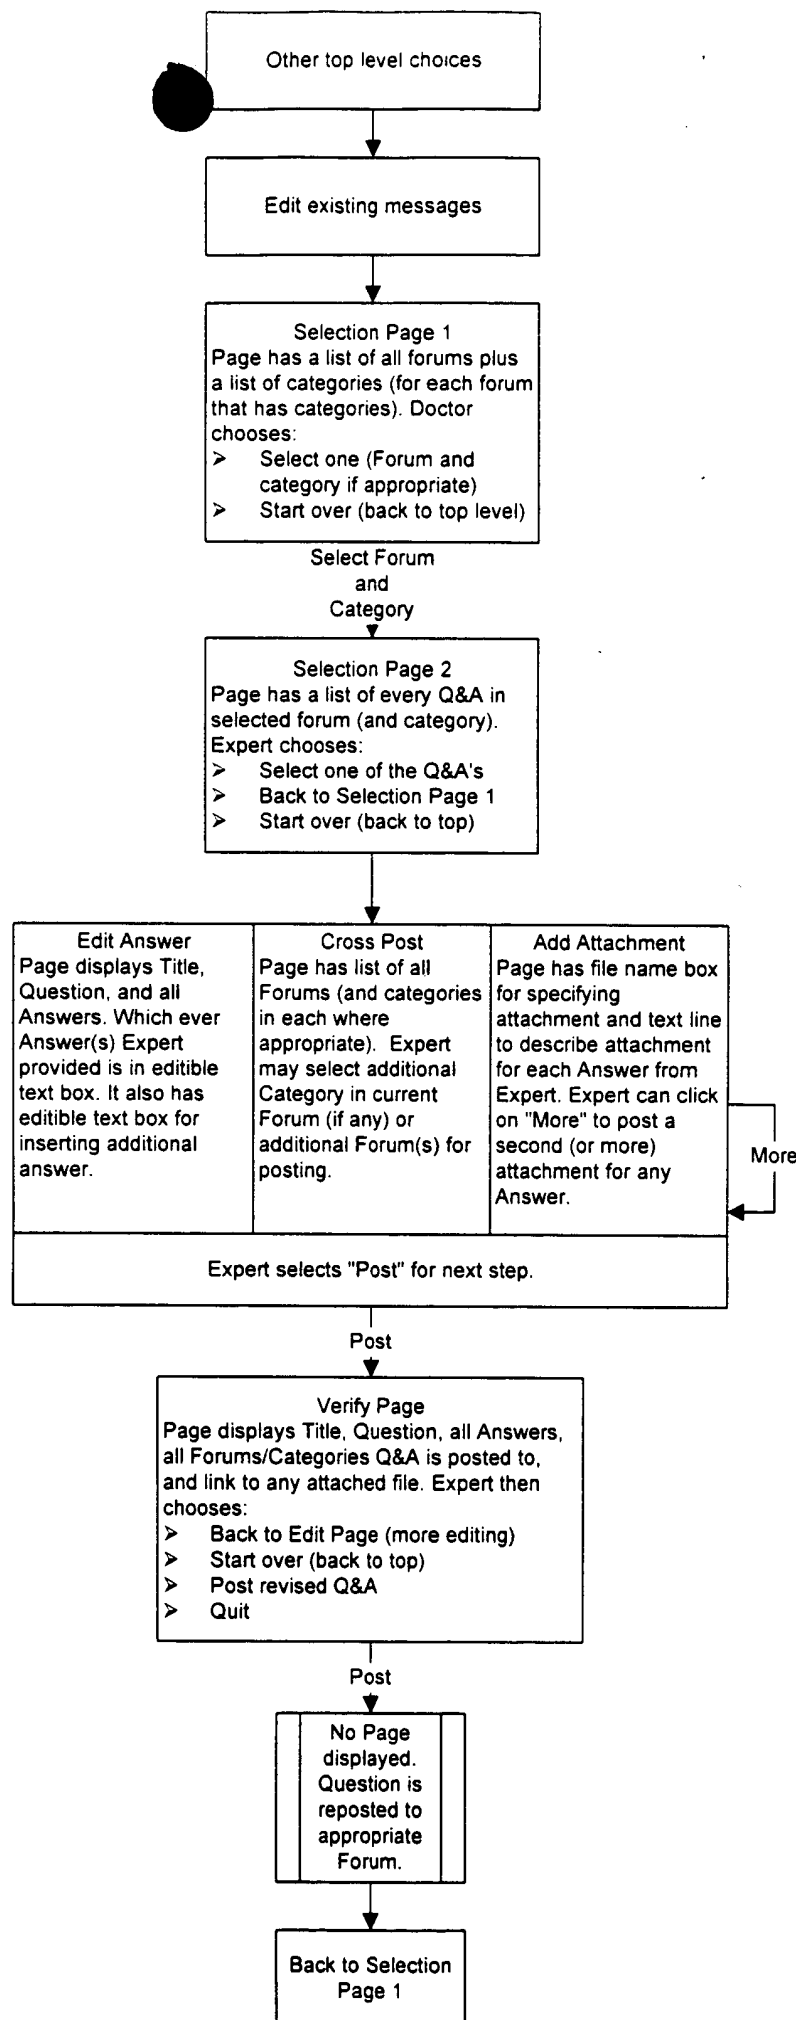 Other top level choices
Edit existing messages
Selection Page 1
Page has a list of all forums plus
a list of categories (for each forum
that has categories). Doctor
chooses:
➢ Select one (Forum and
category if appropriate)
➢ Start over (back to top level)
Select Forum
and
Category
Selection Page 2
Page has a list of every Q&A in
selected forum (and category).
Expert chooses:
➢ Select one of the Q&A's
➢ Back to Selection Page 1
➢ Start over (back to top)
Edit Answer
Page displays Title,
Question, and all
Answers. Which ever
Answer(s) Expert
provided is in editible
text box. It also has
editible text box for
inserting additional
answer.
Cross Post
Page has list of all
Forums (and categories
in each where
appropriate). Expert
may select additional
Category in current
Forum (if any) or
additional Forum(s) for
posting.
Add Attachment
Page has file name box
for specifying
attachment and text line
to describe attachment
for each Answer from
Expert. Expert can click
on "More" to post a
second (or more)
attachment for any
Answer.
More
Expert selects "Post" for next step.
Post
Verify Page
Page displays Title, Question, all Answers,
all Forums/Categories Q&A is posted to,
and link to any attached file. Expert then
chooses:
➢ Back to Edit Page (more editing)
➢ Start over (back to top)
➢ Post revised Q&A
➢ Quit
Post
No Page
displayed.
Question is
reposted to
appropriate
Forum.
Back to Selection
Page 1